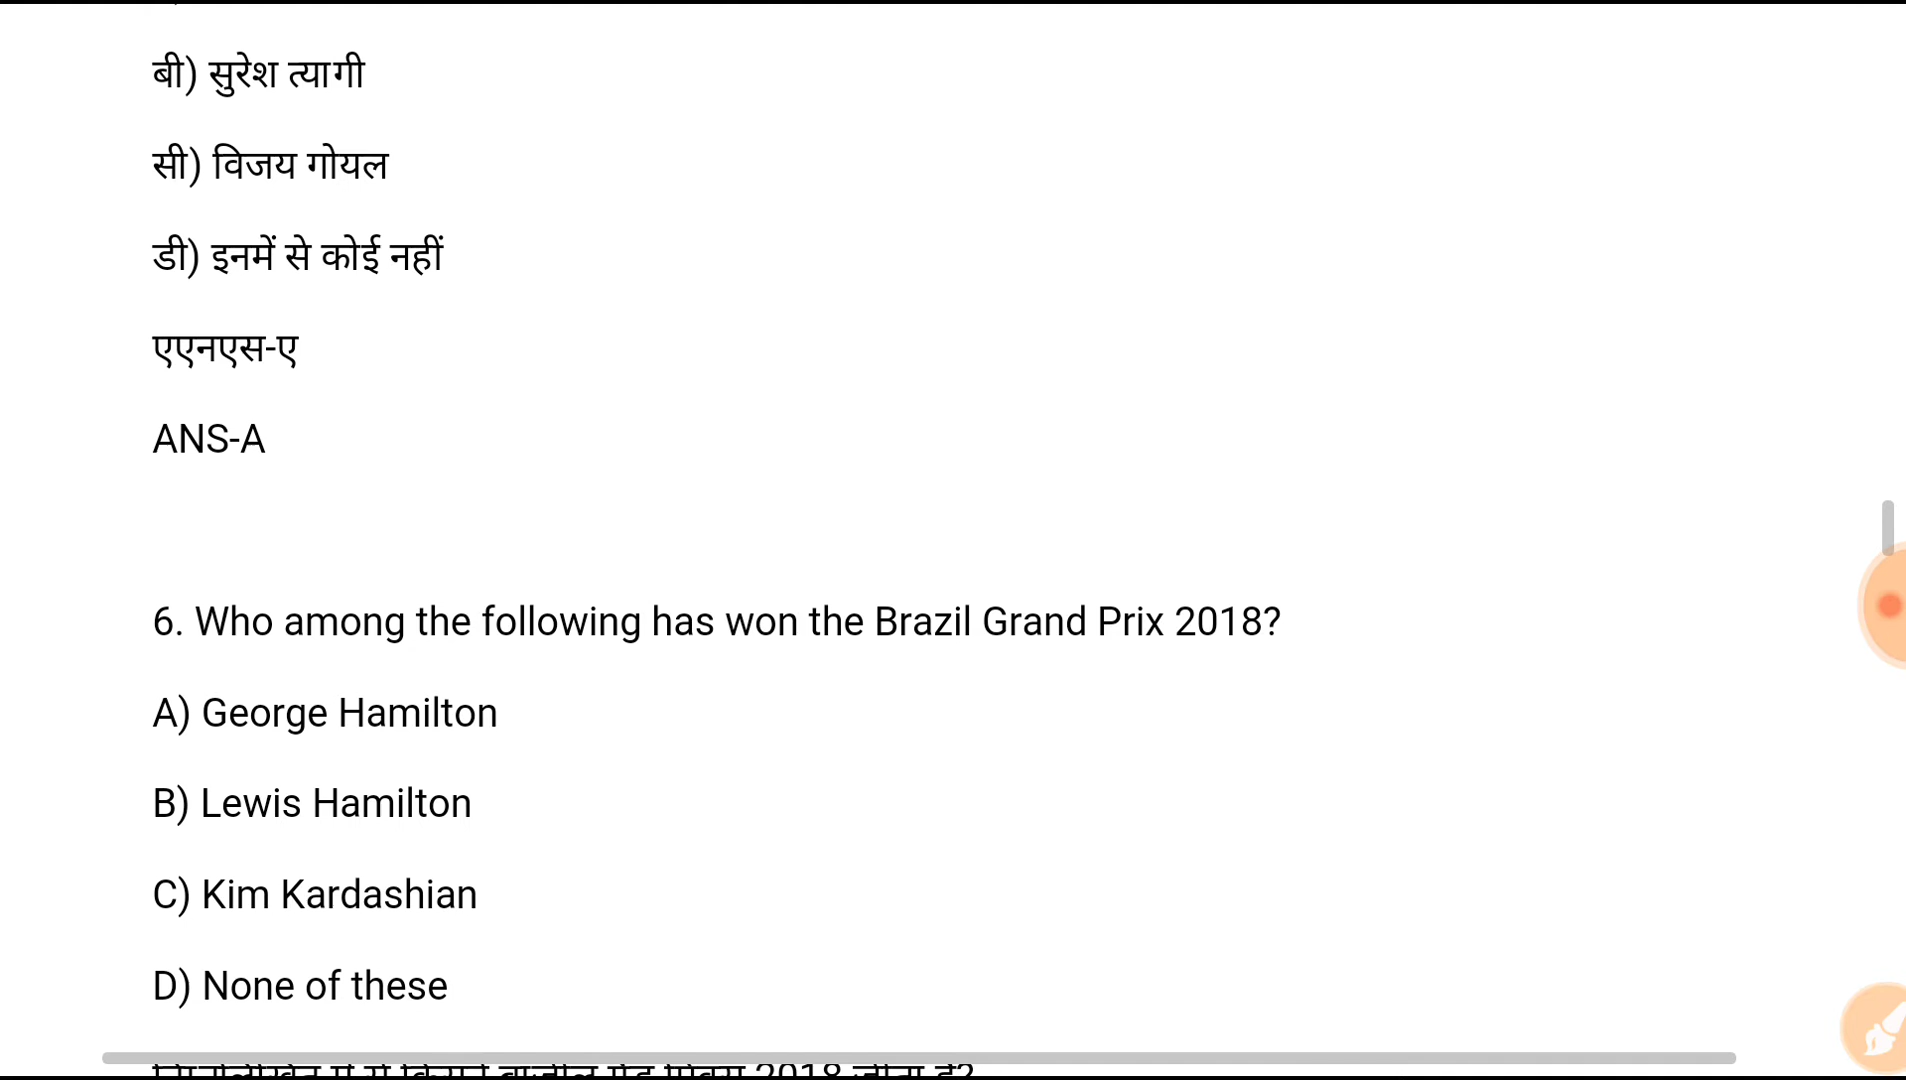 बी) सुरेश त्यागी
सी) विजय गोयल
डी) इनमें से कोई नहीं
एएनएस-ए
ANS-A
6. Who among the following has won the Brazil Grand Prix 2018?
A) George Hamilton
B) Lewis Hamilton
C) Kim Kardashian
D) None of these
2018